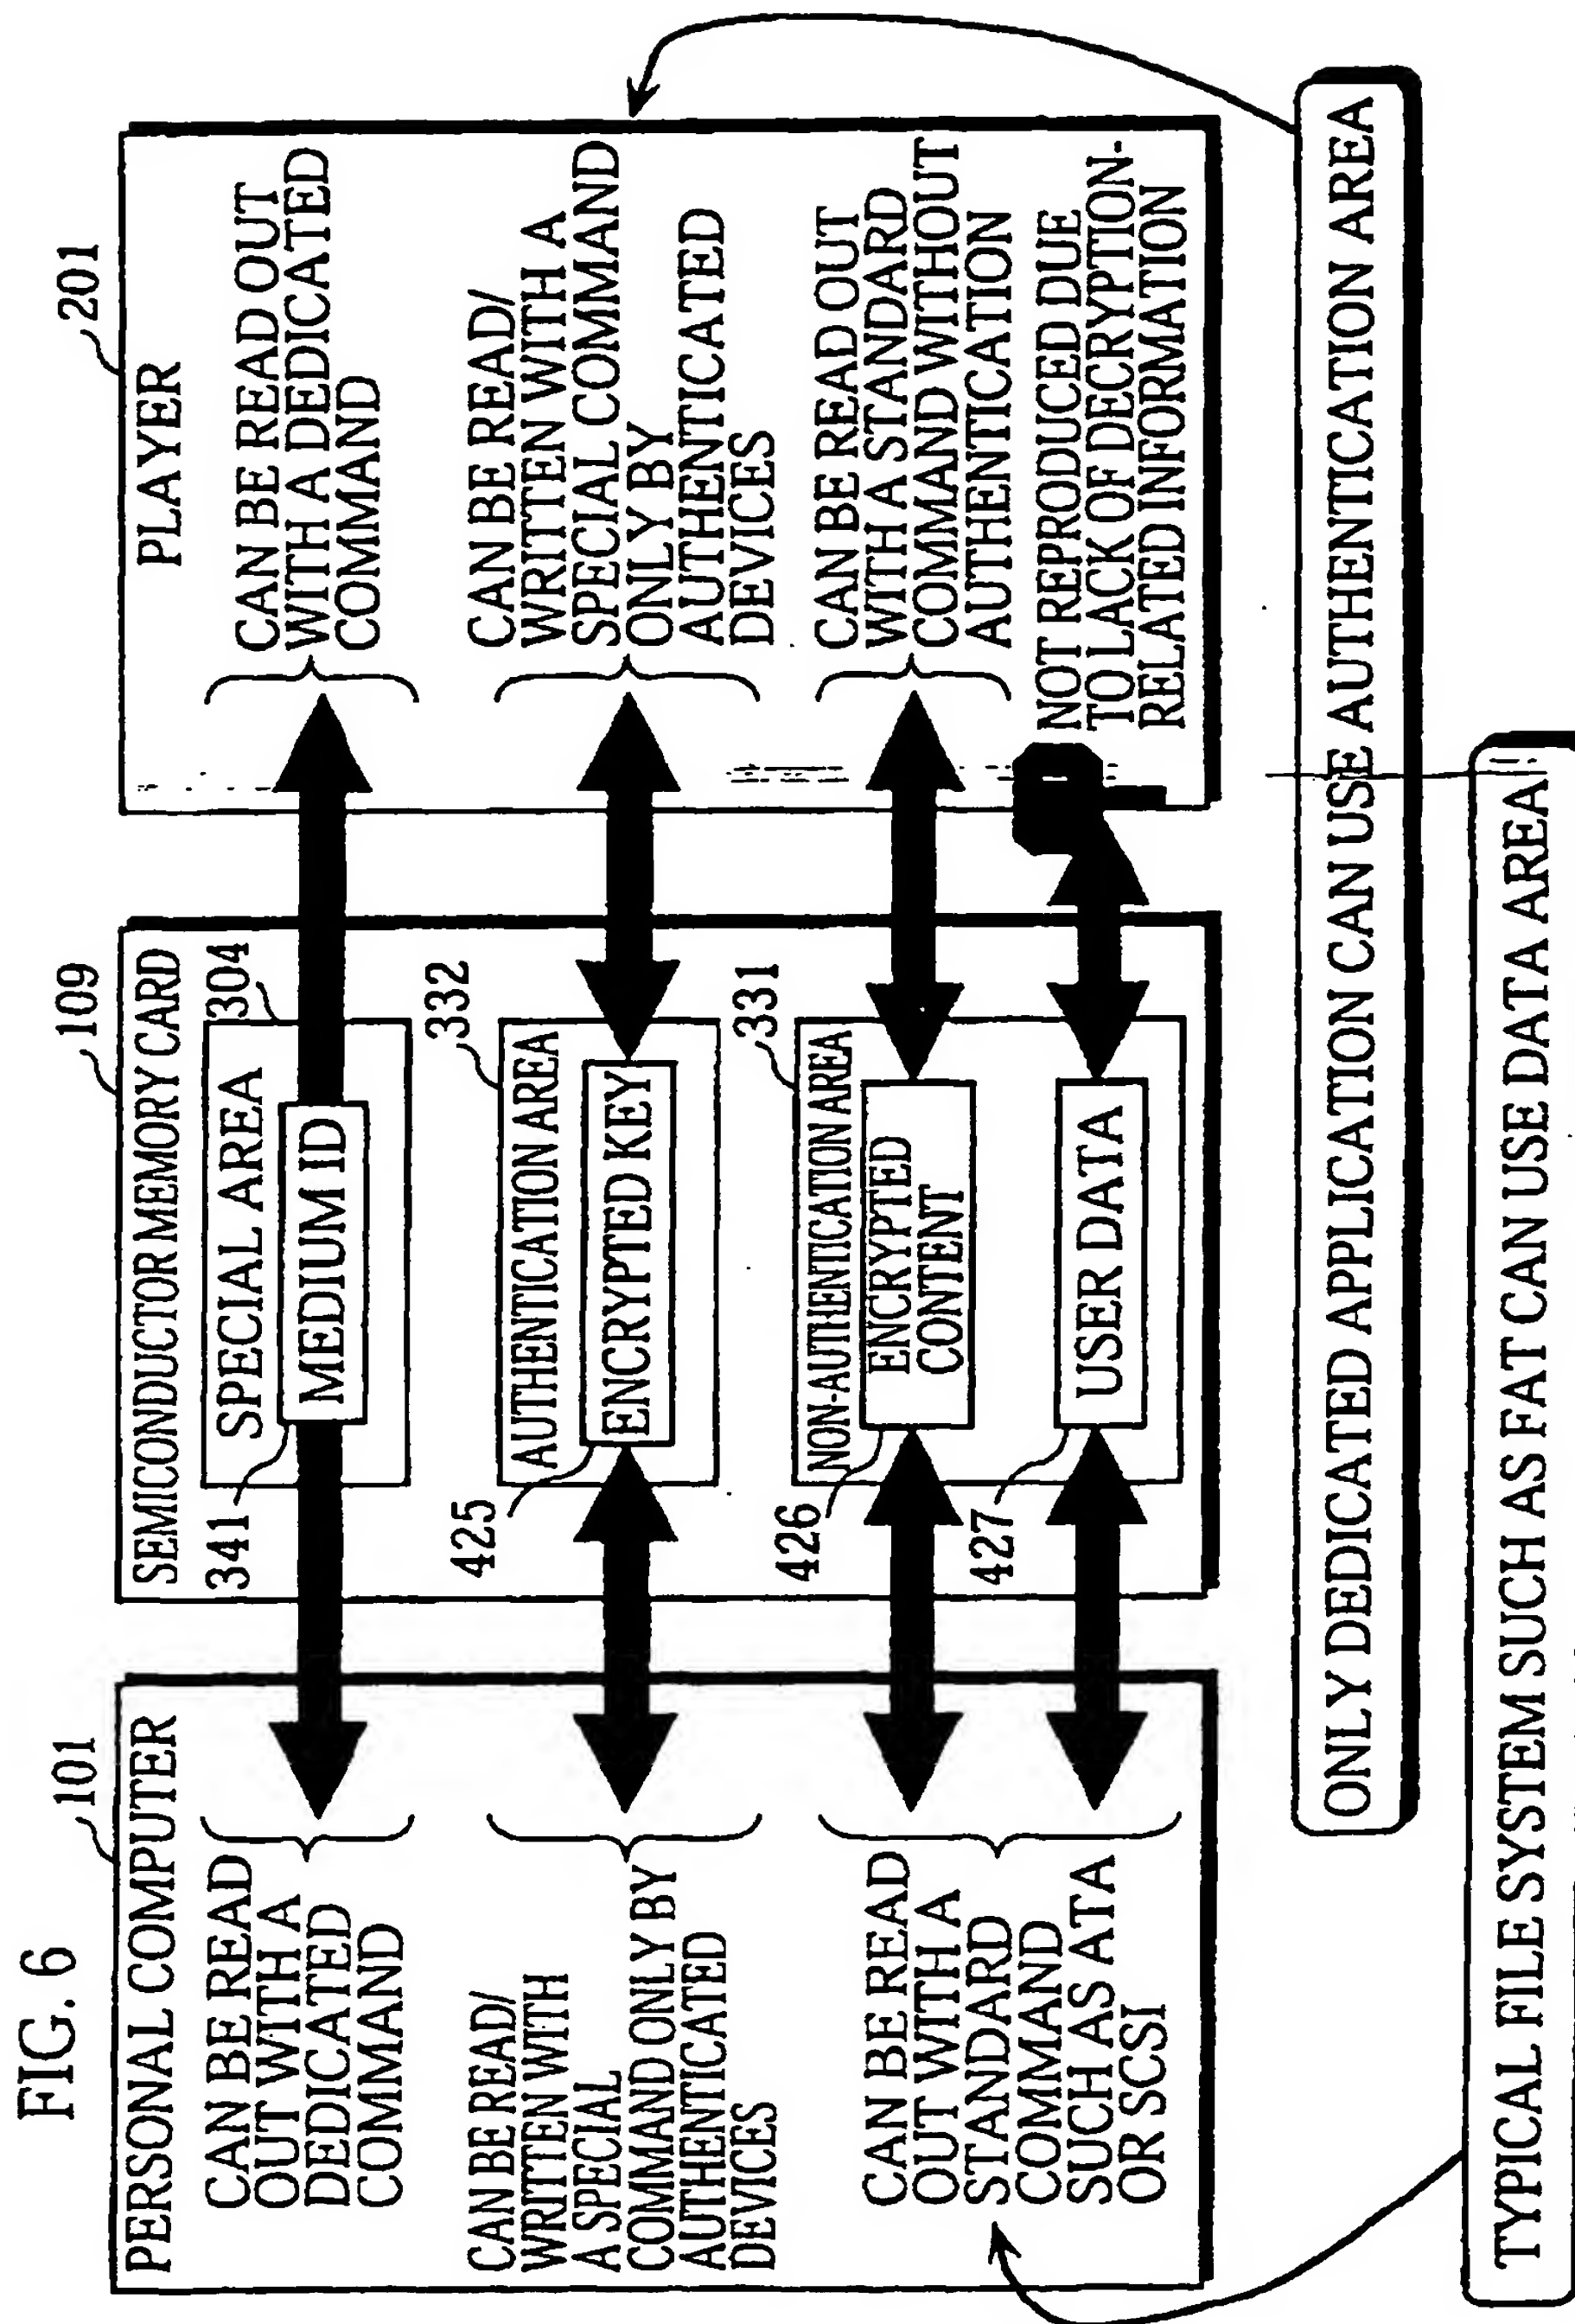 FIG. 6
PERSONAL COMPUTER
101
CAN BE READ
OUT WITH A
DEDICATED
COMMAND
CAN BE READ/
WRITTEN WITH
A SPECIAL
COMMAND ONLY BY
AUTHENTICATED
DEVICES
CAN BE READ
OUT WITH A
STANDARD
COMMAND
SUCH AS ATA
OR SCSI
SEMICONDUCTOR MEMORY CARD
109
341
SPECIAL AREA
304
MEDIUM ID
425
AUTHENTICATION AREA
332
ENCRYPTED KEY
426
NON-AUTHENTICATION AREA
331
ENCRYPTED
CONTENT
427
USER DATA
PLAYER
201
CAN BE READ OUT
WITH A DEDICATED
COMMAND
CAN BE READ/
WRITTEN WITH A
SPECIAL COMMAND
ONLY BY
AUTHENTICATED
DEVICES
CAN BE READ OUT
WITH A STANDARD
COMMAND WITHOUT
AUTHENTICATION
NOT REPRODUCED DUE
TO LACK OF DECRYPTION-
RELATED INFORMATION
ONLY DEDICATED APPLICATION CAN USE AUTHENTICATION AREA
TYPICAL FILE SYSTEM SUCH AS FAT CAN USE DATA AREA